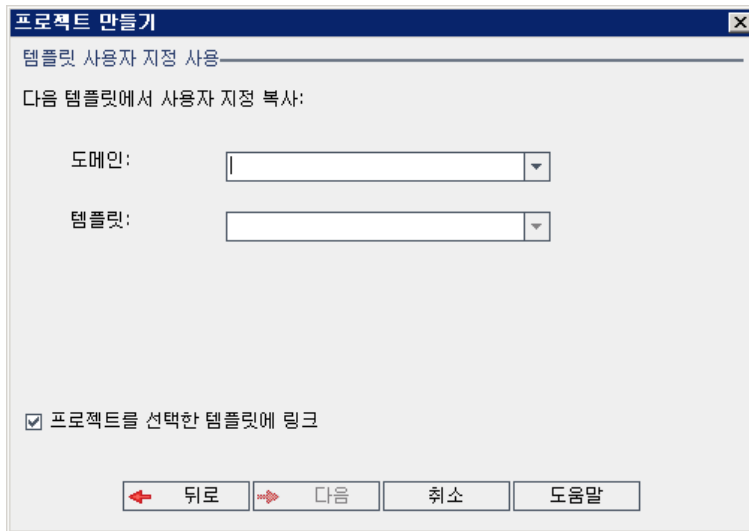 프로젝트 만들기
템플릿 사용자 지정 사용
다음 템플릿에서 사용자 지정 복사:
도메인:
템플릿:
프로젝트를 선택한 템플릿에 링크
뒤로 다음 취소 도움말